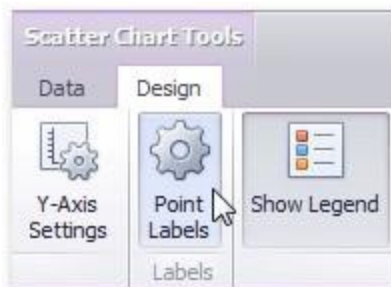 Scatter Chart Tools
Data Design
Y-Axis
Settings
Point
Labels
Show Legend
Labels